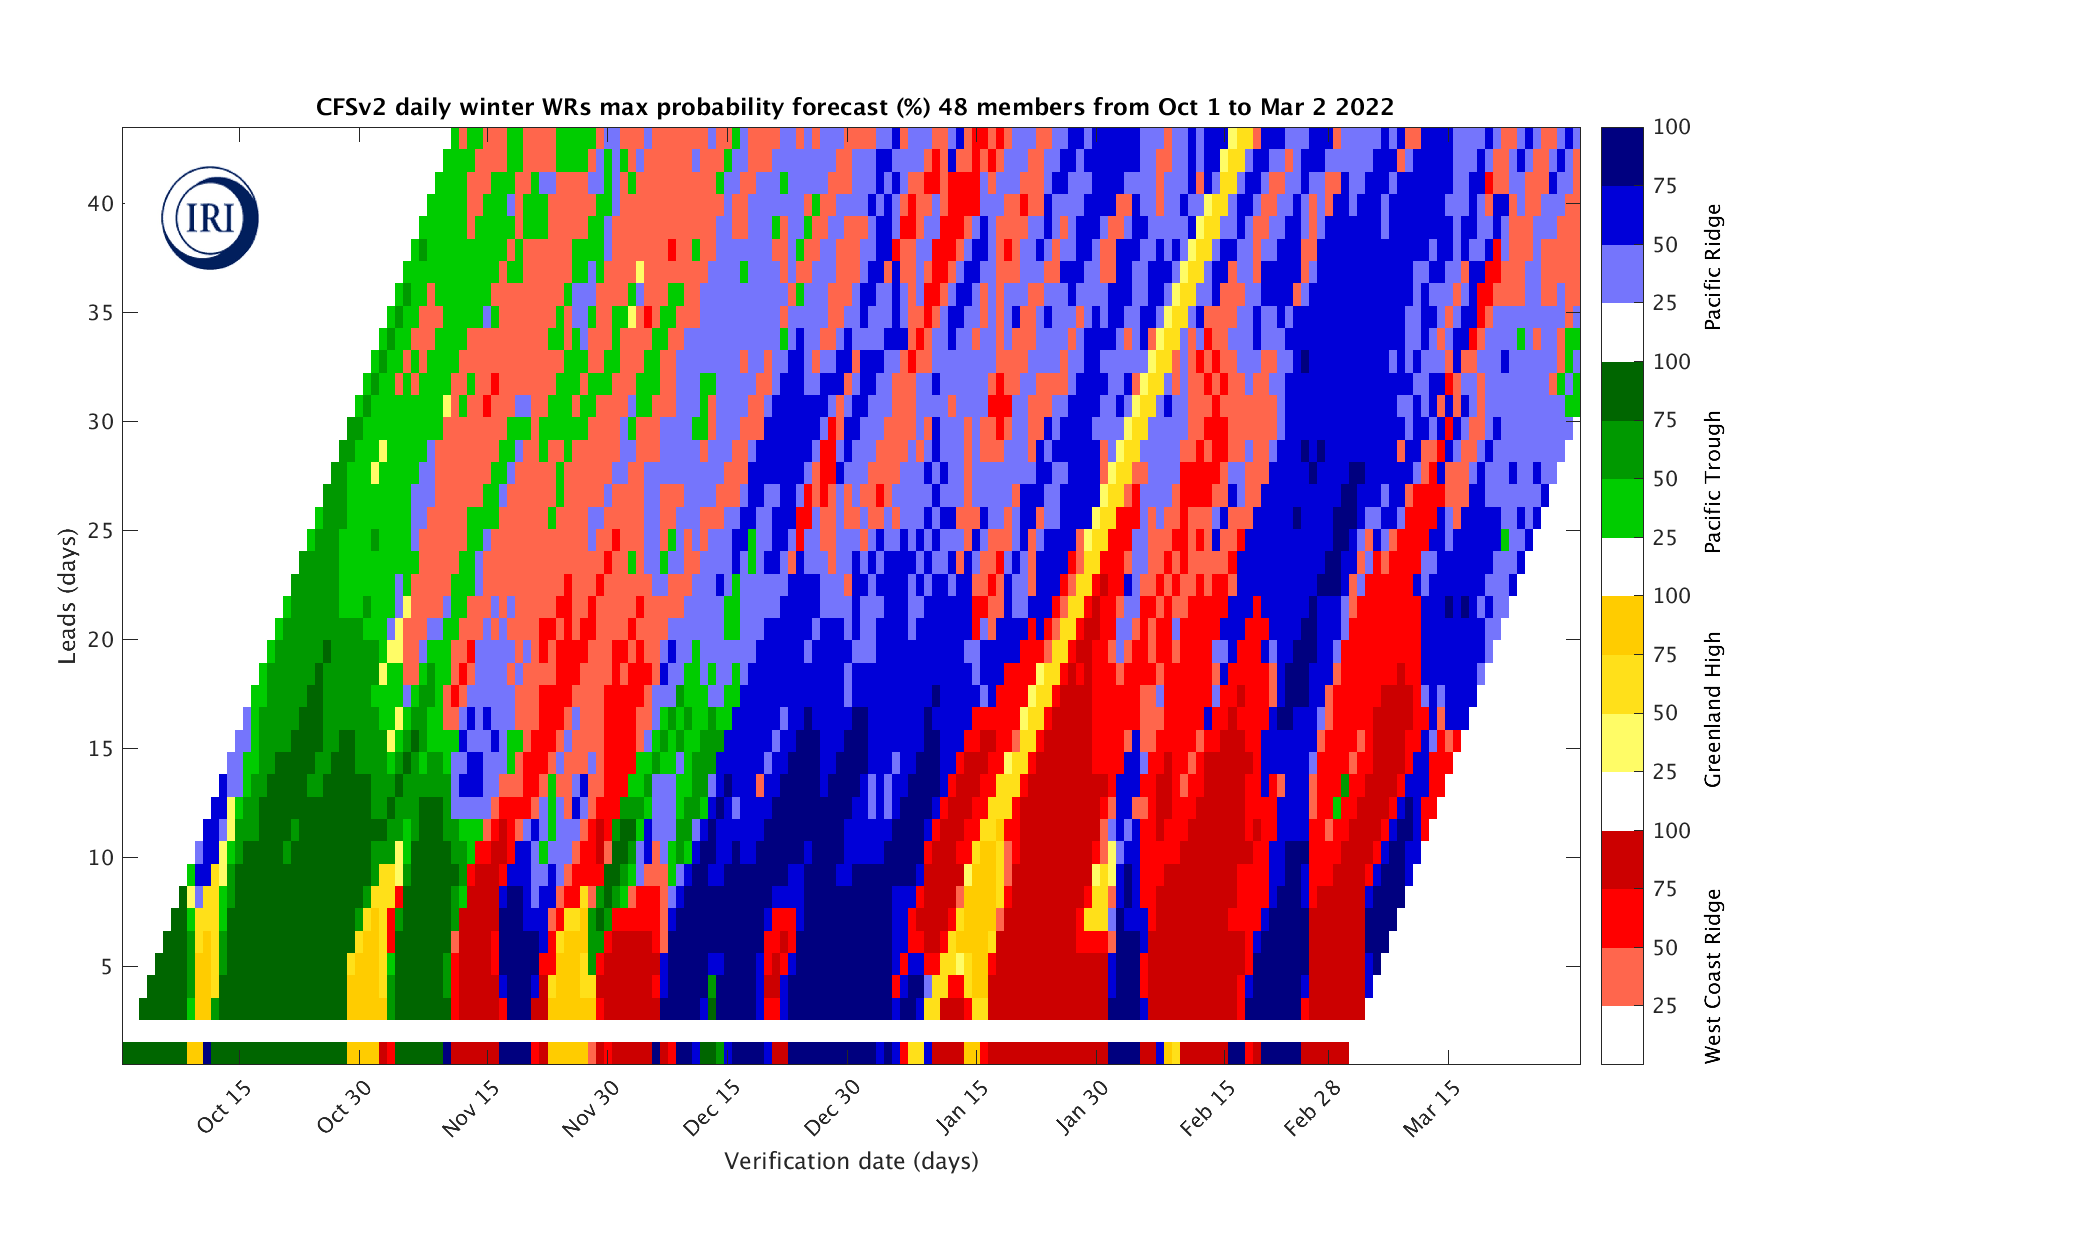 CFSv2 daily winter WRs max probability forecast (%) 48 members from Oct 1 to Mar 2 2022
IRI
Leads (days)
40
35
30
25
20
15
10
5
Oct 15
Oct 30
Nov 15
Nov 30
Dec 15
Dec 30
Jan 15
Jan 30
Feb 15
Feb 28
Mar 15
Verification date (days)
100
75
50
25
Pacific Ridge
100
75
50
25
Pacific Trough
100
75
50
25
Greenland High
100
75
50
25
West Coast Ridge